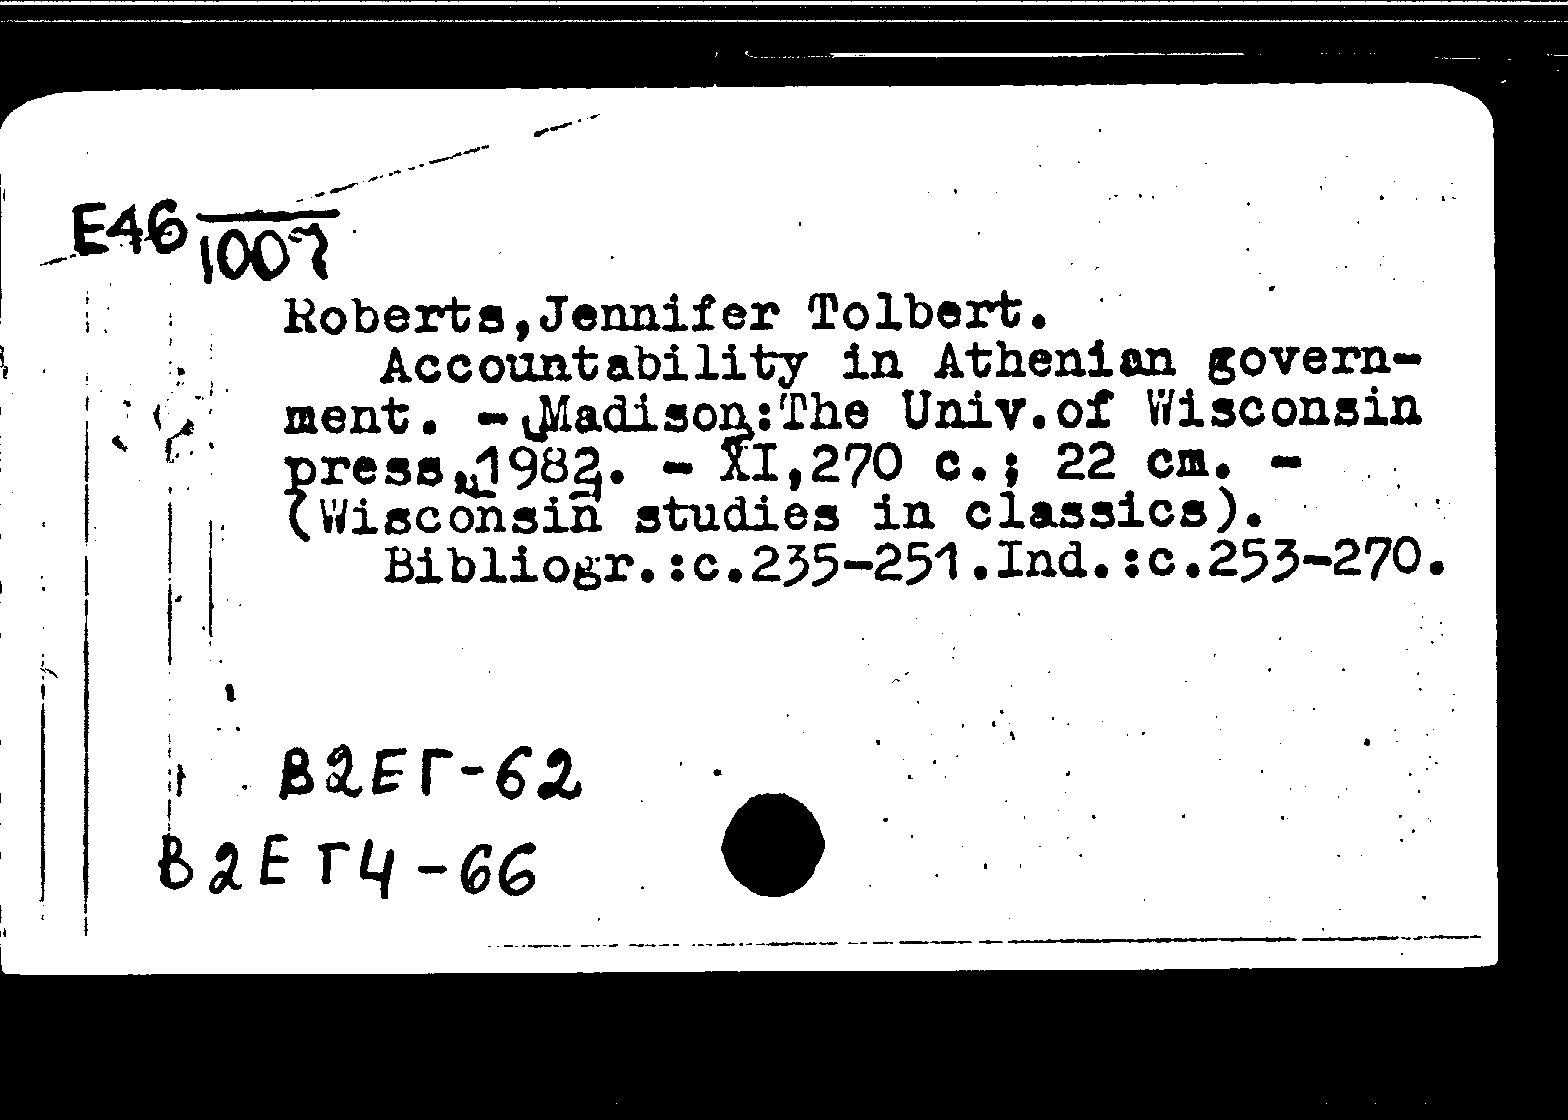 E46 1007
Roberts,Jennifer Tolbert.
Accountability in Athenian govern-
ment. - Madison:The Univ.of Wisconsin
press, 1982. - XI,270 c.; 22 cm. -
(Wisconsin studies in classics).
Bibliogr.:c.235-251.Ind.:c.253-270.
В2ЕГ-62
В2ЕГ4-66